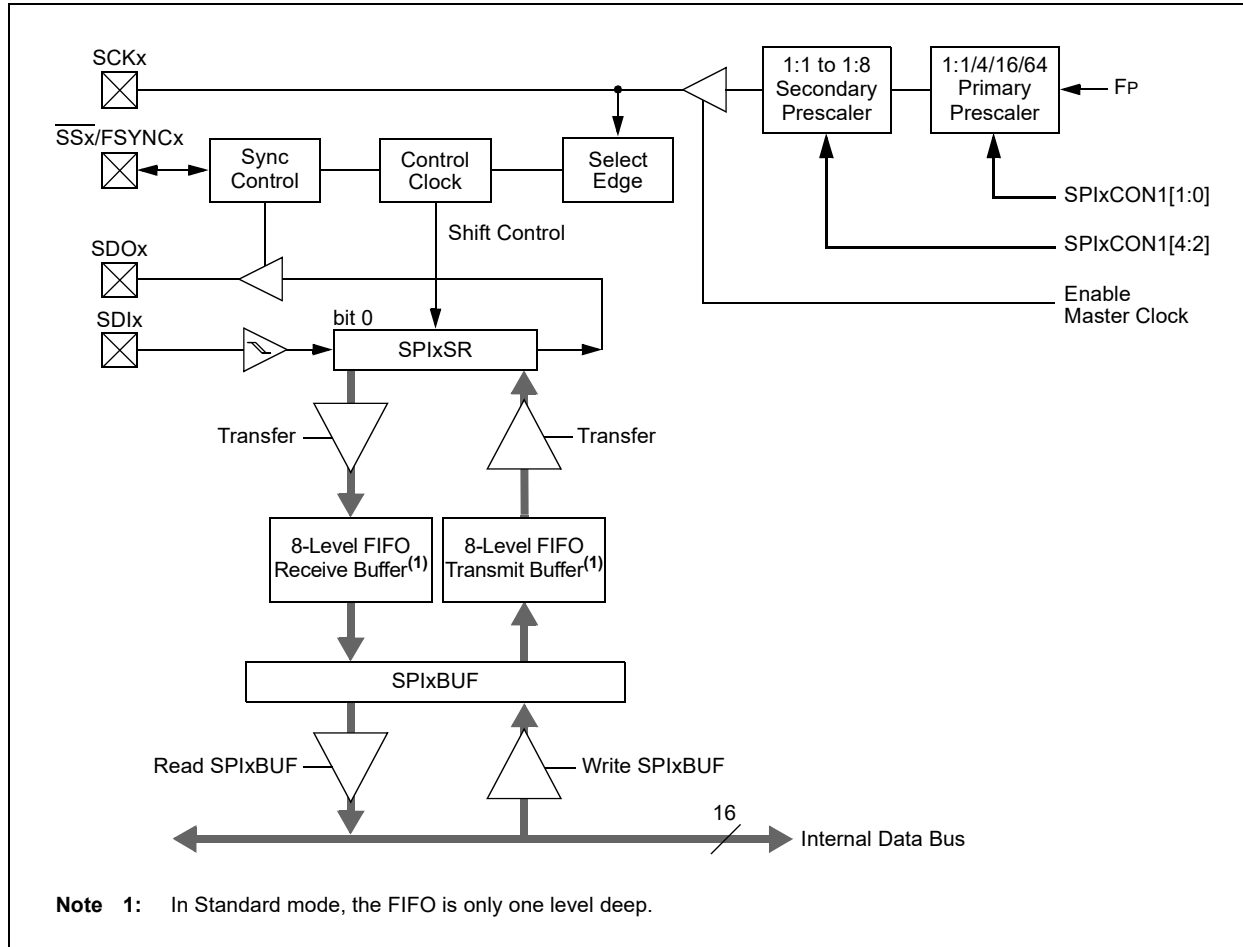 SCKx
SSx/FSYNCx
Sync
Control
Control
Clock
Select
Edge
1:1 to 1:8
Secondary
Prescaler
1:1/4/16/64
Primary
Prescaler
FP
SPIxCON1[1:0]
SPIxCON1[4:2]
Enable
Master Clock
Shift Control
SDOx
SDIx
bit 0
SPIxSR
Transfer
Transfer
8-Level FIFO
Receive Buffer(1)
8-Level FIFO
Transmit Buffer(1)
SPIxBUF
Read SPIxBUF
Write SPIxBUF
16
Internal Data Bus
Note 1: In Standard mode, the FIFO is only one level deep.